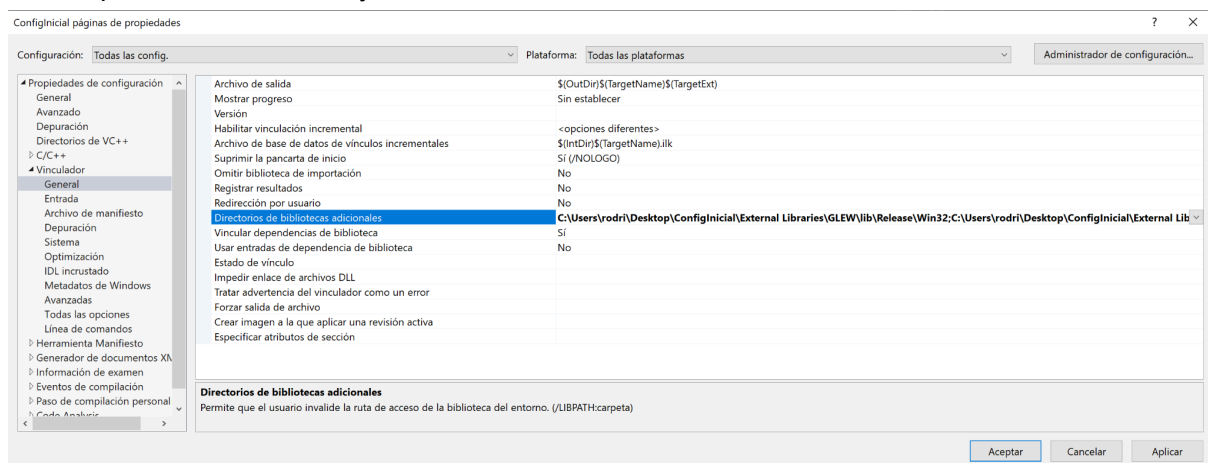 ConfigInicial páginas de propiedades ? ×
Configuración: Todas las config. Plataforma: Todas las plataformas Administrador de configuración...
Propiedades de configuración
General
Avanzado
Depuración
Directorios de VC++
C/C++
Vinculador
General
Entrada
Archivo de manifiesto
Depuración
Sistema
Optimización
IDL incrustado
Metadatos de Windows
Avanzadas
Todas las opciones
Línea de comandos
Herramienta Manifiesto
Generador de documentos XM
Información de examen
Eventos de compilación
Paso de compilación personal
Code Analysis
Archivo de salida $(OutDir)$(TargetName)$(TargetExt)
Mostrar progreso Sin establecer
Versión
Habilitar vinculación incremental <opciones diferentes>
Archivo de base de datos de vínculos incrementales $(IntDir)$(TargetName).ilk
Suprimir la pancarta de inicio Sí (/NOLOGO)
Omitir biblioteca de importación No
Registrar resultados No
Redirección por usuario No
Directorios de bibliotecas adicionales C:\Users\rodri\Desktop\ConfigInicial\External Libraries\GLEW\lib\Release\Win32;C:\Users\rodri\Desktop\ConfigInicial\External Lib
Vincular dependencias de biblioteca Sí
Usar entradas de dependencia de biblioteca No
Estado de vínculo
Impedir enlace de archivos DLL
Tratar advertencia del vinculador como un error
Forzar salida de archivo
Crear imagen a la que aplicar una revisión activa
Especificar atributos de sección
Directorios de bibliotecas adicionales
Permite que el usuario invalide la ruta de acceso de la biblioteca del entorno. (/LIBPATH:carpeta)
Aceptar Cancelar Aplicar